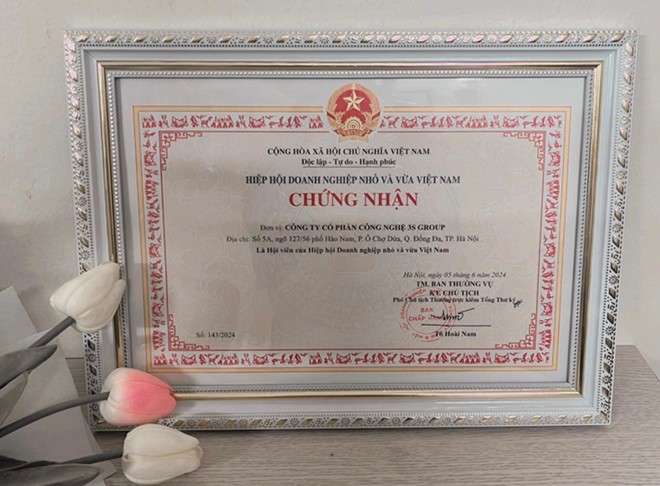 CỘNG HÒA XÃ HỘI CHỦ NGHĨA VIỆT NAM
Độc lập - Tự do - Hạnh phúc
HIỆP HỘI DOANH NGHIỆP NHỎ VÀ VỪA VIỆT NAM
CHỨNG NHẬN
Đơn vị: CÔNG TY CỔ PHẦN CÔNG NGHỆ 3S GROUP
Địa chỉ: Số 5A, ngõ 127/56 phố Hào Nam, P. Ô Chợ Dừa, Q. Đống Đa, TP. Hà Nội
Là Hội viên của Hiệp hội Doanh nghiệp nhỏ và vừa Việt Nam
Hà Nội, ngày 05 tháng 6 năm 2024
TM. BAN THƯỜNG VỤ
KT. CHỦ TỊCH
Phó Chủ tịch Thường trực kiêm Tổng Thư ký
BAN
CHẤP
Tô Hoài Nam
Số: 143/2024